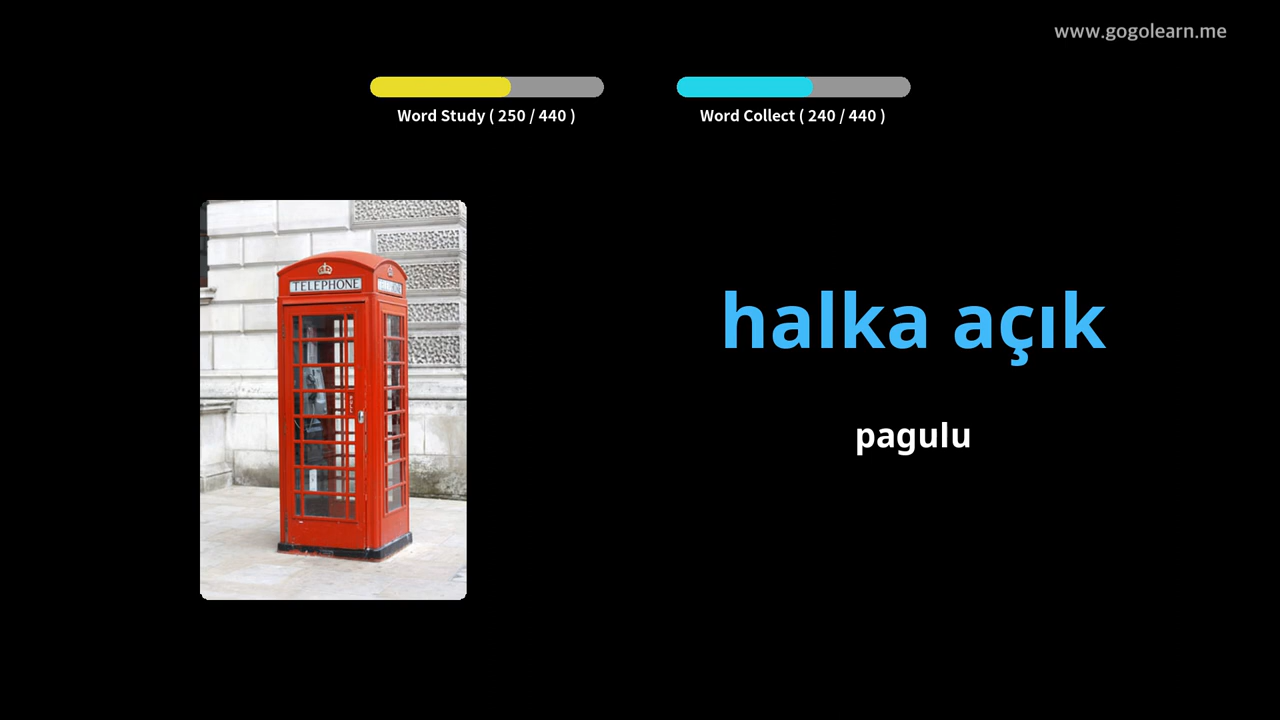 www.gogolearn.me
Word Study ( 250 / 440 )
Word Collect ( 240 / 440 )
TELEPHONE
halka açık
pagulu